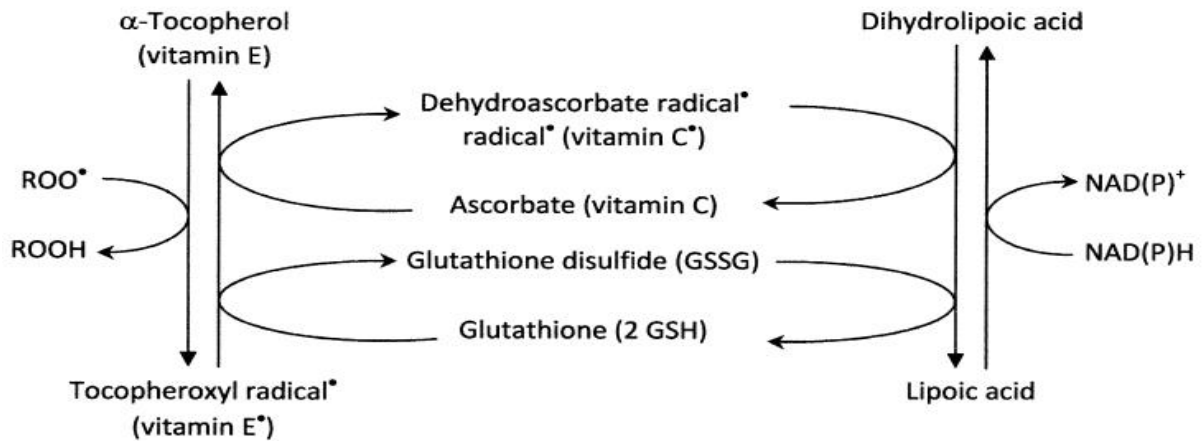 α-Tocopherol
(vitamin E)
Dihydrolipoic acid
Dehydroascorbate radical•
radical• (vitamin C•)
ROO•
NAD(P)+
Ascorbate (vitamin C)
ROOH
Glutathione disulfide (GSSG)
NAD(P)H
Glutathione (2 GSH)
Tocopheroxyl radical•
(vitamin E•)
Lipoic acid